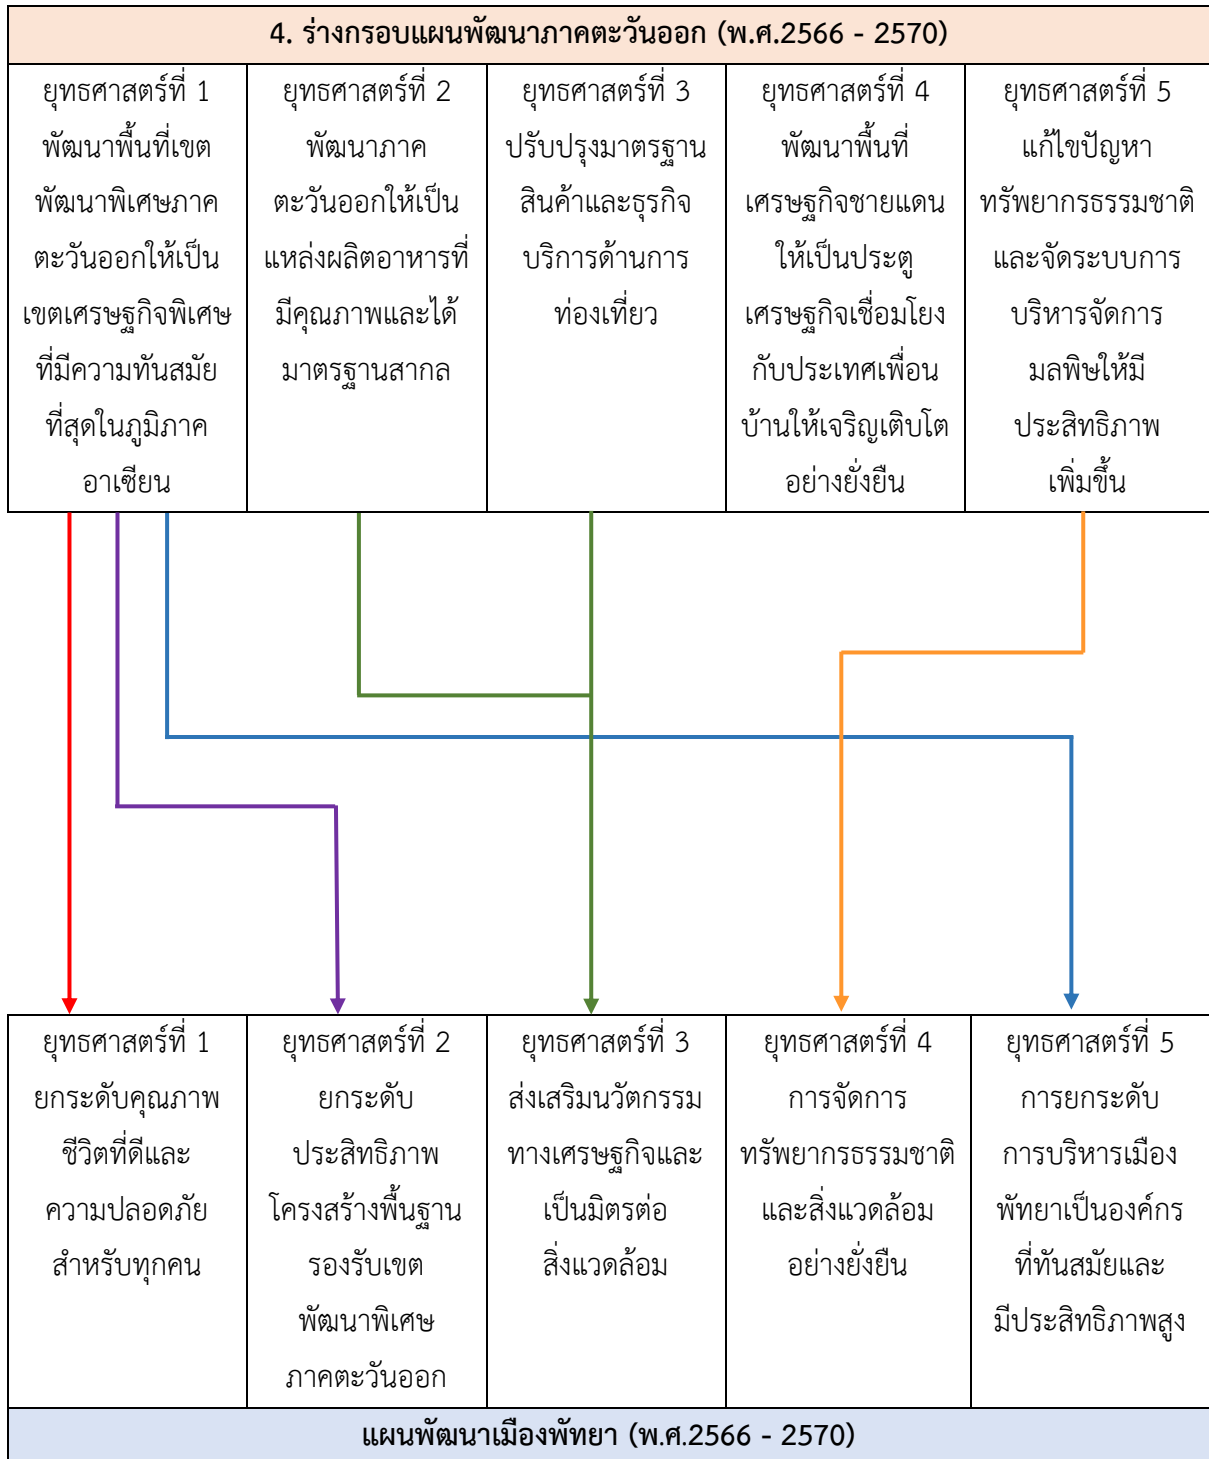 4. ร่างกรอบแผนพัฒนาภาคตะวันออก (พ.ศ.2566 - 2570)
ยุทธศาสตร์ที่ 1
พัฒนาพื้นที่เขต
พัฒนาพิเศษภาค
ตะวันออกให้เป็น
เขตเศรษฐกิจพิเศษ
ที่มีความทันสมัย
ที่สุดในภูมิภาค
อาเซียน
ยุทธศาสตร์ที่ 2
พัฒนาภาค
ตะวันออกให้เป็น
แหล่งผลิตอาหารที่
มีคุณภาพและได้
มาตรฐานสากล
ยุทธศาสตร์ที่ 3
ปรับปรุงมาตรฐาน
สินค้าและธุรกิจ
บริการด้านการ
ท่องเที่ยว
ยุทธศาสตร์ที่ 4
พัฒนาพื้นที่
เศรษฐกิจชายแดน
ให้เป็นประตู
เศรษฐกิจเชื่อมโยง
กับประเทศเพื่อน
บ้านให้เจริญเติบโต
อย่างยั่งยืน
ยุทธศาสตร์ที่ 5
แก้ไขปัญหา
ทรัพยากรธรรมชาติ
และจัดระบบการ
บริหารจัดการ
มลพิษให้มี
ประสิทธิภาพ
เพิ่มขึ้น
ยุทธศาสตร์ที่ 1
ยกระดับคุณภาพ
ชีวิตที่ดีและ
ความปลอดภัย
สำหรับทุกคน
ยุทธศาสตร์ที่ 2
ยกระดับ
ประสิทธิภาพ
โครงสร้างพื้นฐาน
รองรับเขต
พัฒนาพิเศษ
ภาคตะวันออก
ยุทธศาสตร์ที่ 3
ส่งเสริมนวัตกรรม
ทางเศรษฐกิจและ
เป็นมิตรต่อ
สิ่งแวดล้อม
ยุทธศาสตร์ที่ 4
การจัดการ
ทรัพยากรธรรมชาติ
และสิ่งแวดล้อม
อย่างยั่งยืน
ยุทธศาสตร์ที่ 5
การยกระดับ
การบริหารเมือง
พัทยาเป็นองค์กร
ที่ทันสมัยและ
มีประสิทธิภาพสูง
แผนพัฒนาเมืองพัทยา (พ.ศ.2566 - 2570)